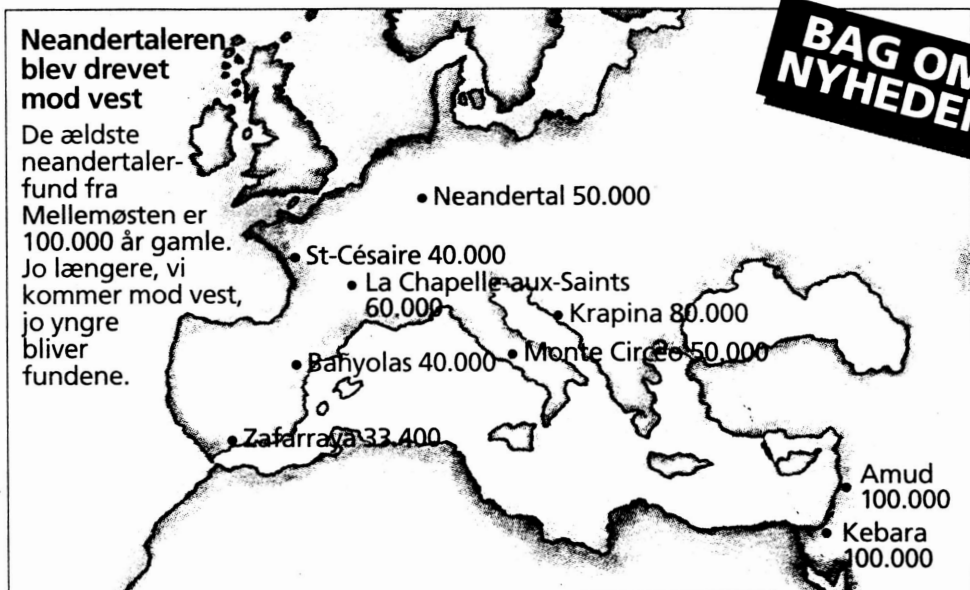 Neandertaleren
blev drevet
mod vest
De ældste
neandertaler-
fund fra
Mellemøsten er
100.000 år gamle.
Jo længere, vi
kommer mod vest,
jo yngre
bliver
fundene.
BAG OM
NYHEDEN
Neandertal 50.000
St-Césaire 40.000
La Chapelle-aux-Saints
60.000
Krapina 80.000
Monte Circeo 50.000
Banyolas 40.000
Zafarraya 33.400
Amud
100.000
Kebara
100.000